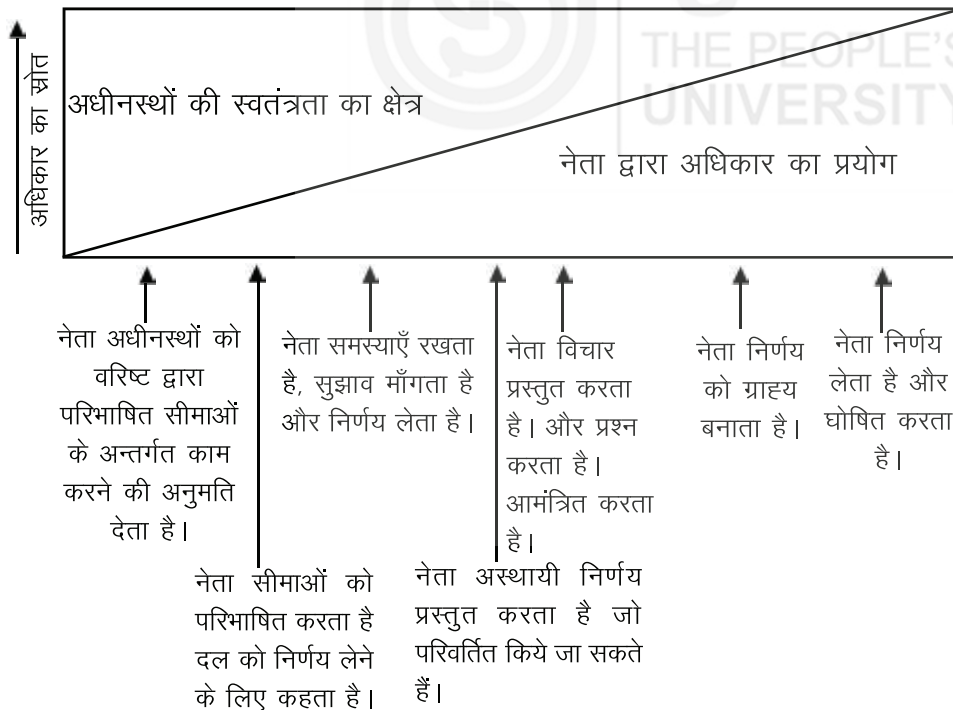 THE PEOPLE'S
UNIVERSITY
अधिकार का स्रोत
अधीनस्थों की स्वतंत्रता का क्षेत्र
नेता द्वारा अधिकार का प्रयोग
नेता अधीनस्थों को
वरिष्ट द्वारा
परिभाषित सीमाओं
के अन्तर्गत काम
करने की अनुमति
देता है।
नेता सीमाओं को
परिभाषित करता है
दल को निर्णय लेने
के लिए कहता है।
नेता समस्याएँ रखता
है, सुझाव माँगता है
और निर्णय लेता है।
नेता अस्थायी निर्णय
प्रस्तुत करता है जो
परिवर्तित किये जा सकते
हैं।
नेता विचार
प्रस्तुत करता
है। और प्रश्न
करता है।
आमंत्रित करता
है।
नेता निर्णय
को ग्राह्य
बनाता है।
नेता निर्णय
लेता है और
घोषित करता
है।